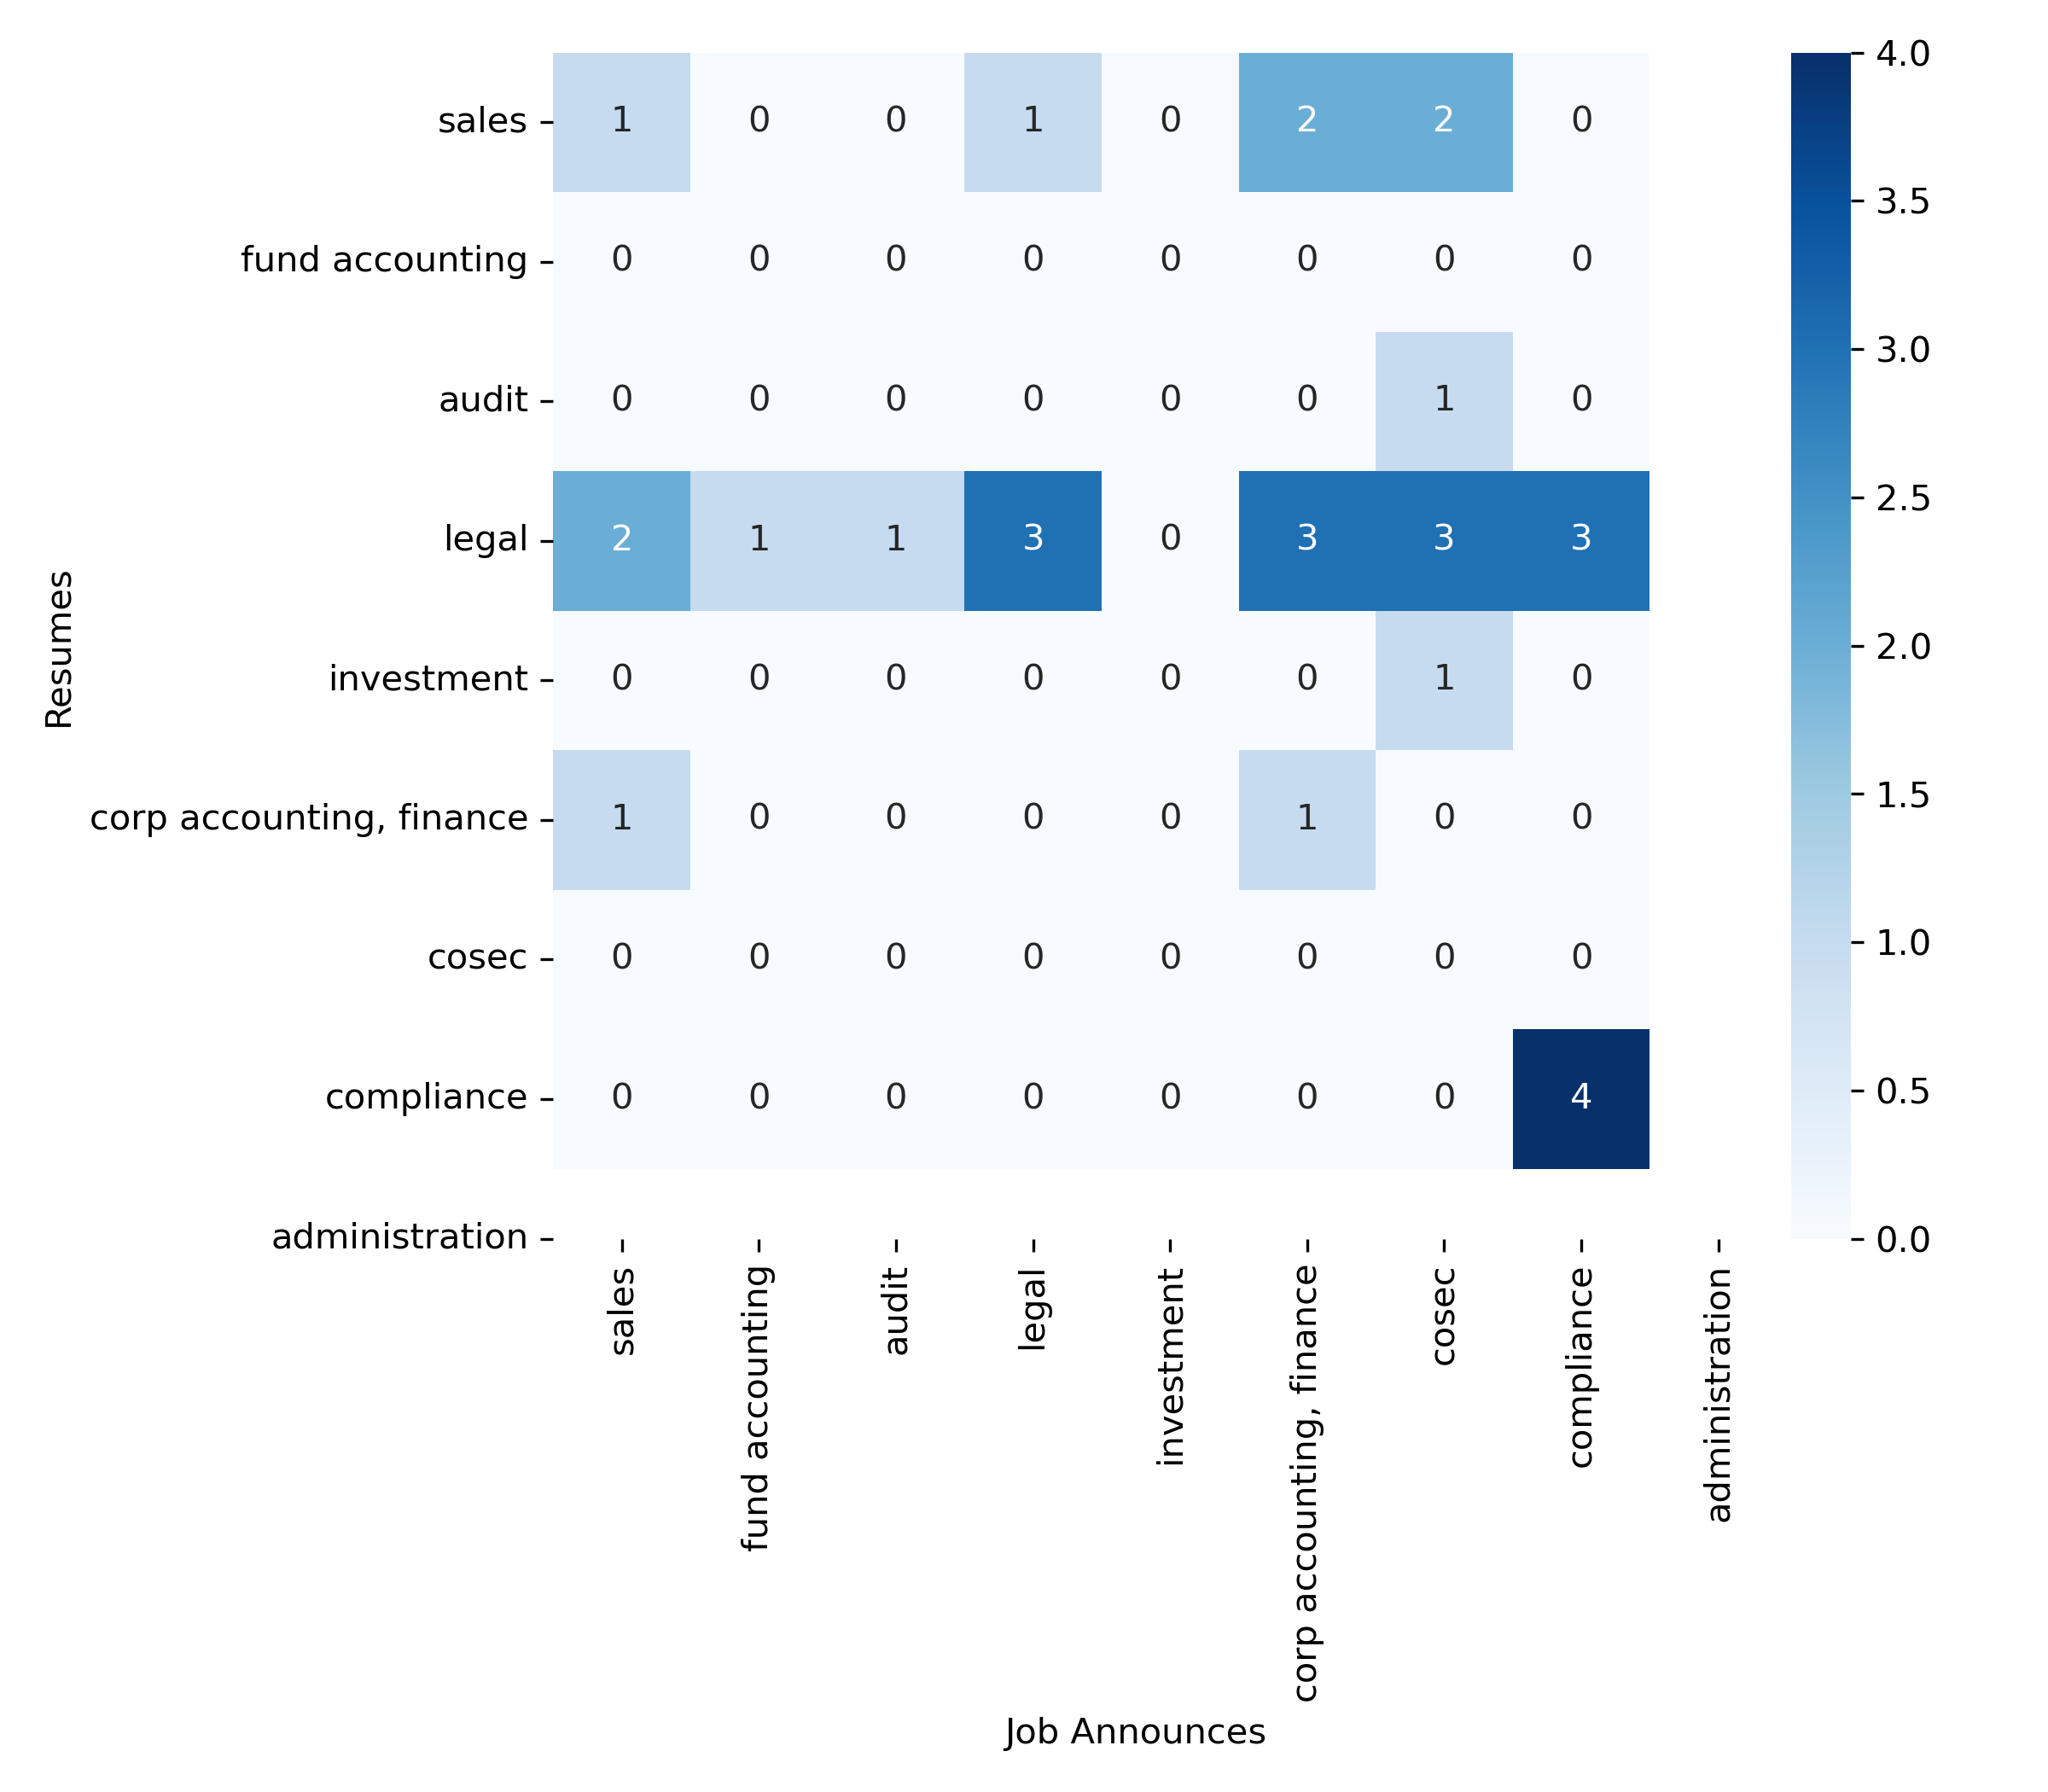 sales 1 0 0 1 0 2 2 0
fund accounting 0 0 0 0 0 0 0 0
audit 0 0 0 0 0 0 1 0
legal 2 1 1 3 0 3 3 3
investment 0 0 0 0 0 0 1 0
corp accounting, finance 1 0 0 0 0 1 0 0
cosec 0 0 0 0 0 0 0 0
compliance 0 0 0 0 0 0 0 4
administration
Resumes
sales
fund accounting
audit
legal
investment
corp accounting, finance
cosec
compliance
administration
Job Announces
4.0
3.5
3.0
2.5
2.0
1.5
1.0
0.5
0.0